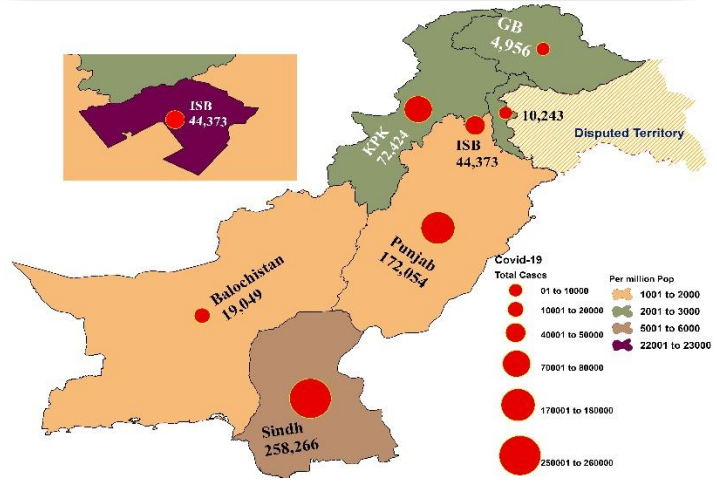 GB
4,956
ISB
44,373
10,243
Disputed Territory
KPK
72,424
ISB
44,373
Punjab
172,054
Balochistan
19,049
Sindh
258,266
Covid-19
Total Cases
01 to 10000
10001 to 20000
40001 to 50000
70001 to 80000
170001 to 180000
250001 to 260000
Per million Pop
1001 to 2000
2001 to 3000
5001 to 6000
22001 to 23000